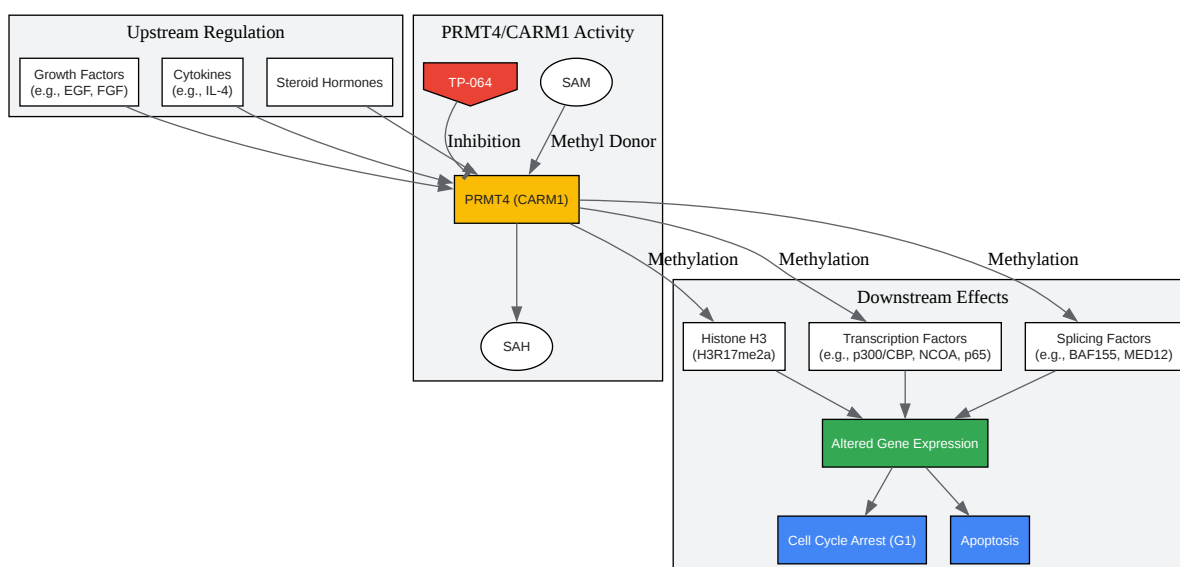 Upstream Regulation
Growth Factors
(e.g., EGF, FGF)
Cytokines
(e.g., IL-4)
Steroid Hormones
PRMT4/CARM1 Activity
TP-064
SAM
Inhibition
Methyl Donor
PRMT4 (CARM1)
SAH
Methylation
Methylation
Methylation
Downstream Effects
Histone H3
(H3R17me2a)
Transcription Factors
(e.g., p300/CBP, NCOA, p65)
Splicing Factors
(e.g., BAF155, MED12)
Altered Gene Expression
Cell Cycle Arrest (G1)
Apoptosis